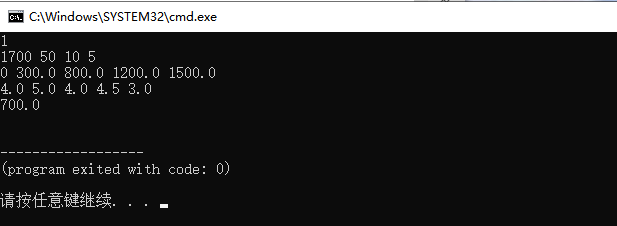 C:\Windows\SYSTEM32\cmd.exe
1
1700 50 10 5
0 300.0 800.0 1200.0 1500.0
4.0 5.0 4.0 4.5 3.0
700.0
------------------
(program exited with code: 0)
请按任意键继续. . .